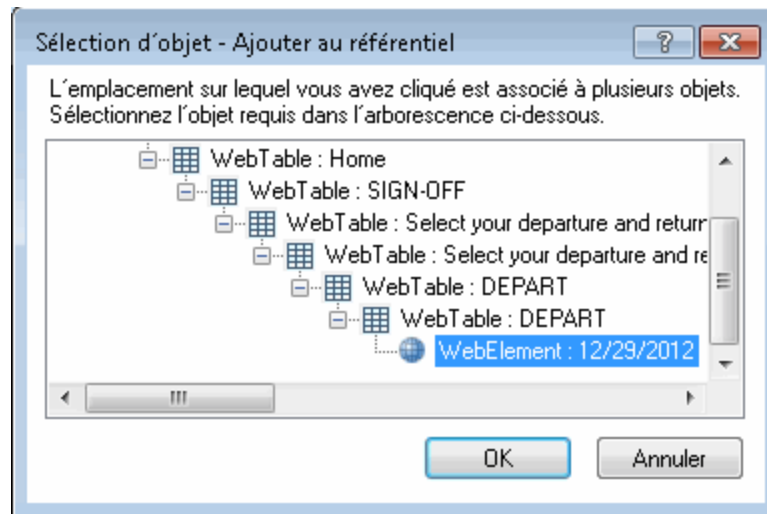 Sélection d´objet - Ajouter au référentiel
L´emplacement sur lequel vous avez cliqué est associé à plusieurs objets.
Sélectionnez l´objet requis dans l´arborescence ci-dessous.
WebTable : Home
WebTable : SIGN-OFF
WebTable : Select your departure and return
WebTable : Select your departure and re
WebTable : DEPART
WebTable : DEPART
WebElement : 12/29/2012
OK Annuler